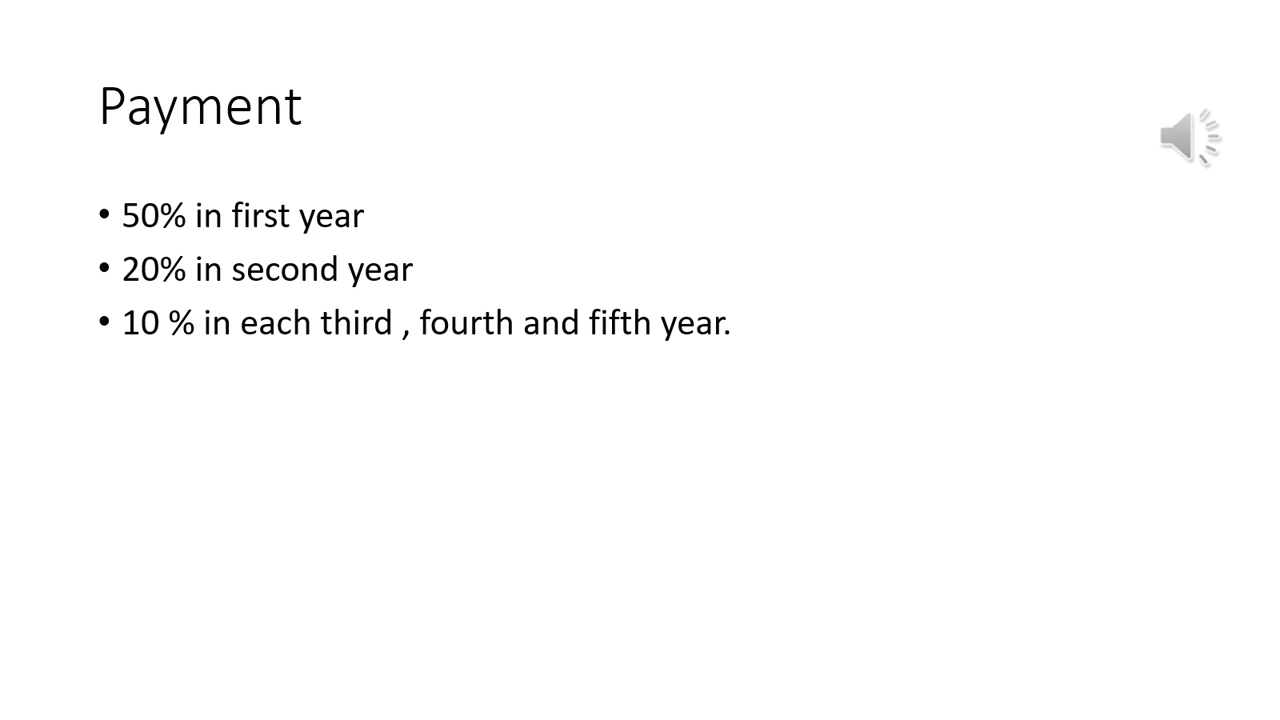 Payment
• 50% in first year
• 20% in second year
• 10 % in each third , fourth and fifth year.